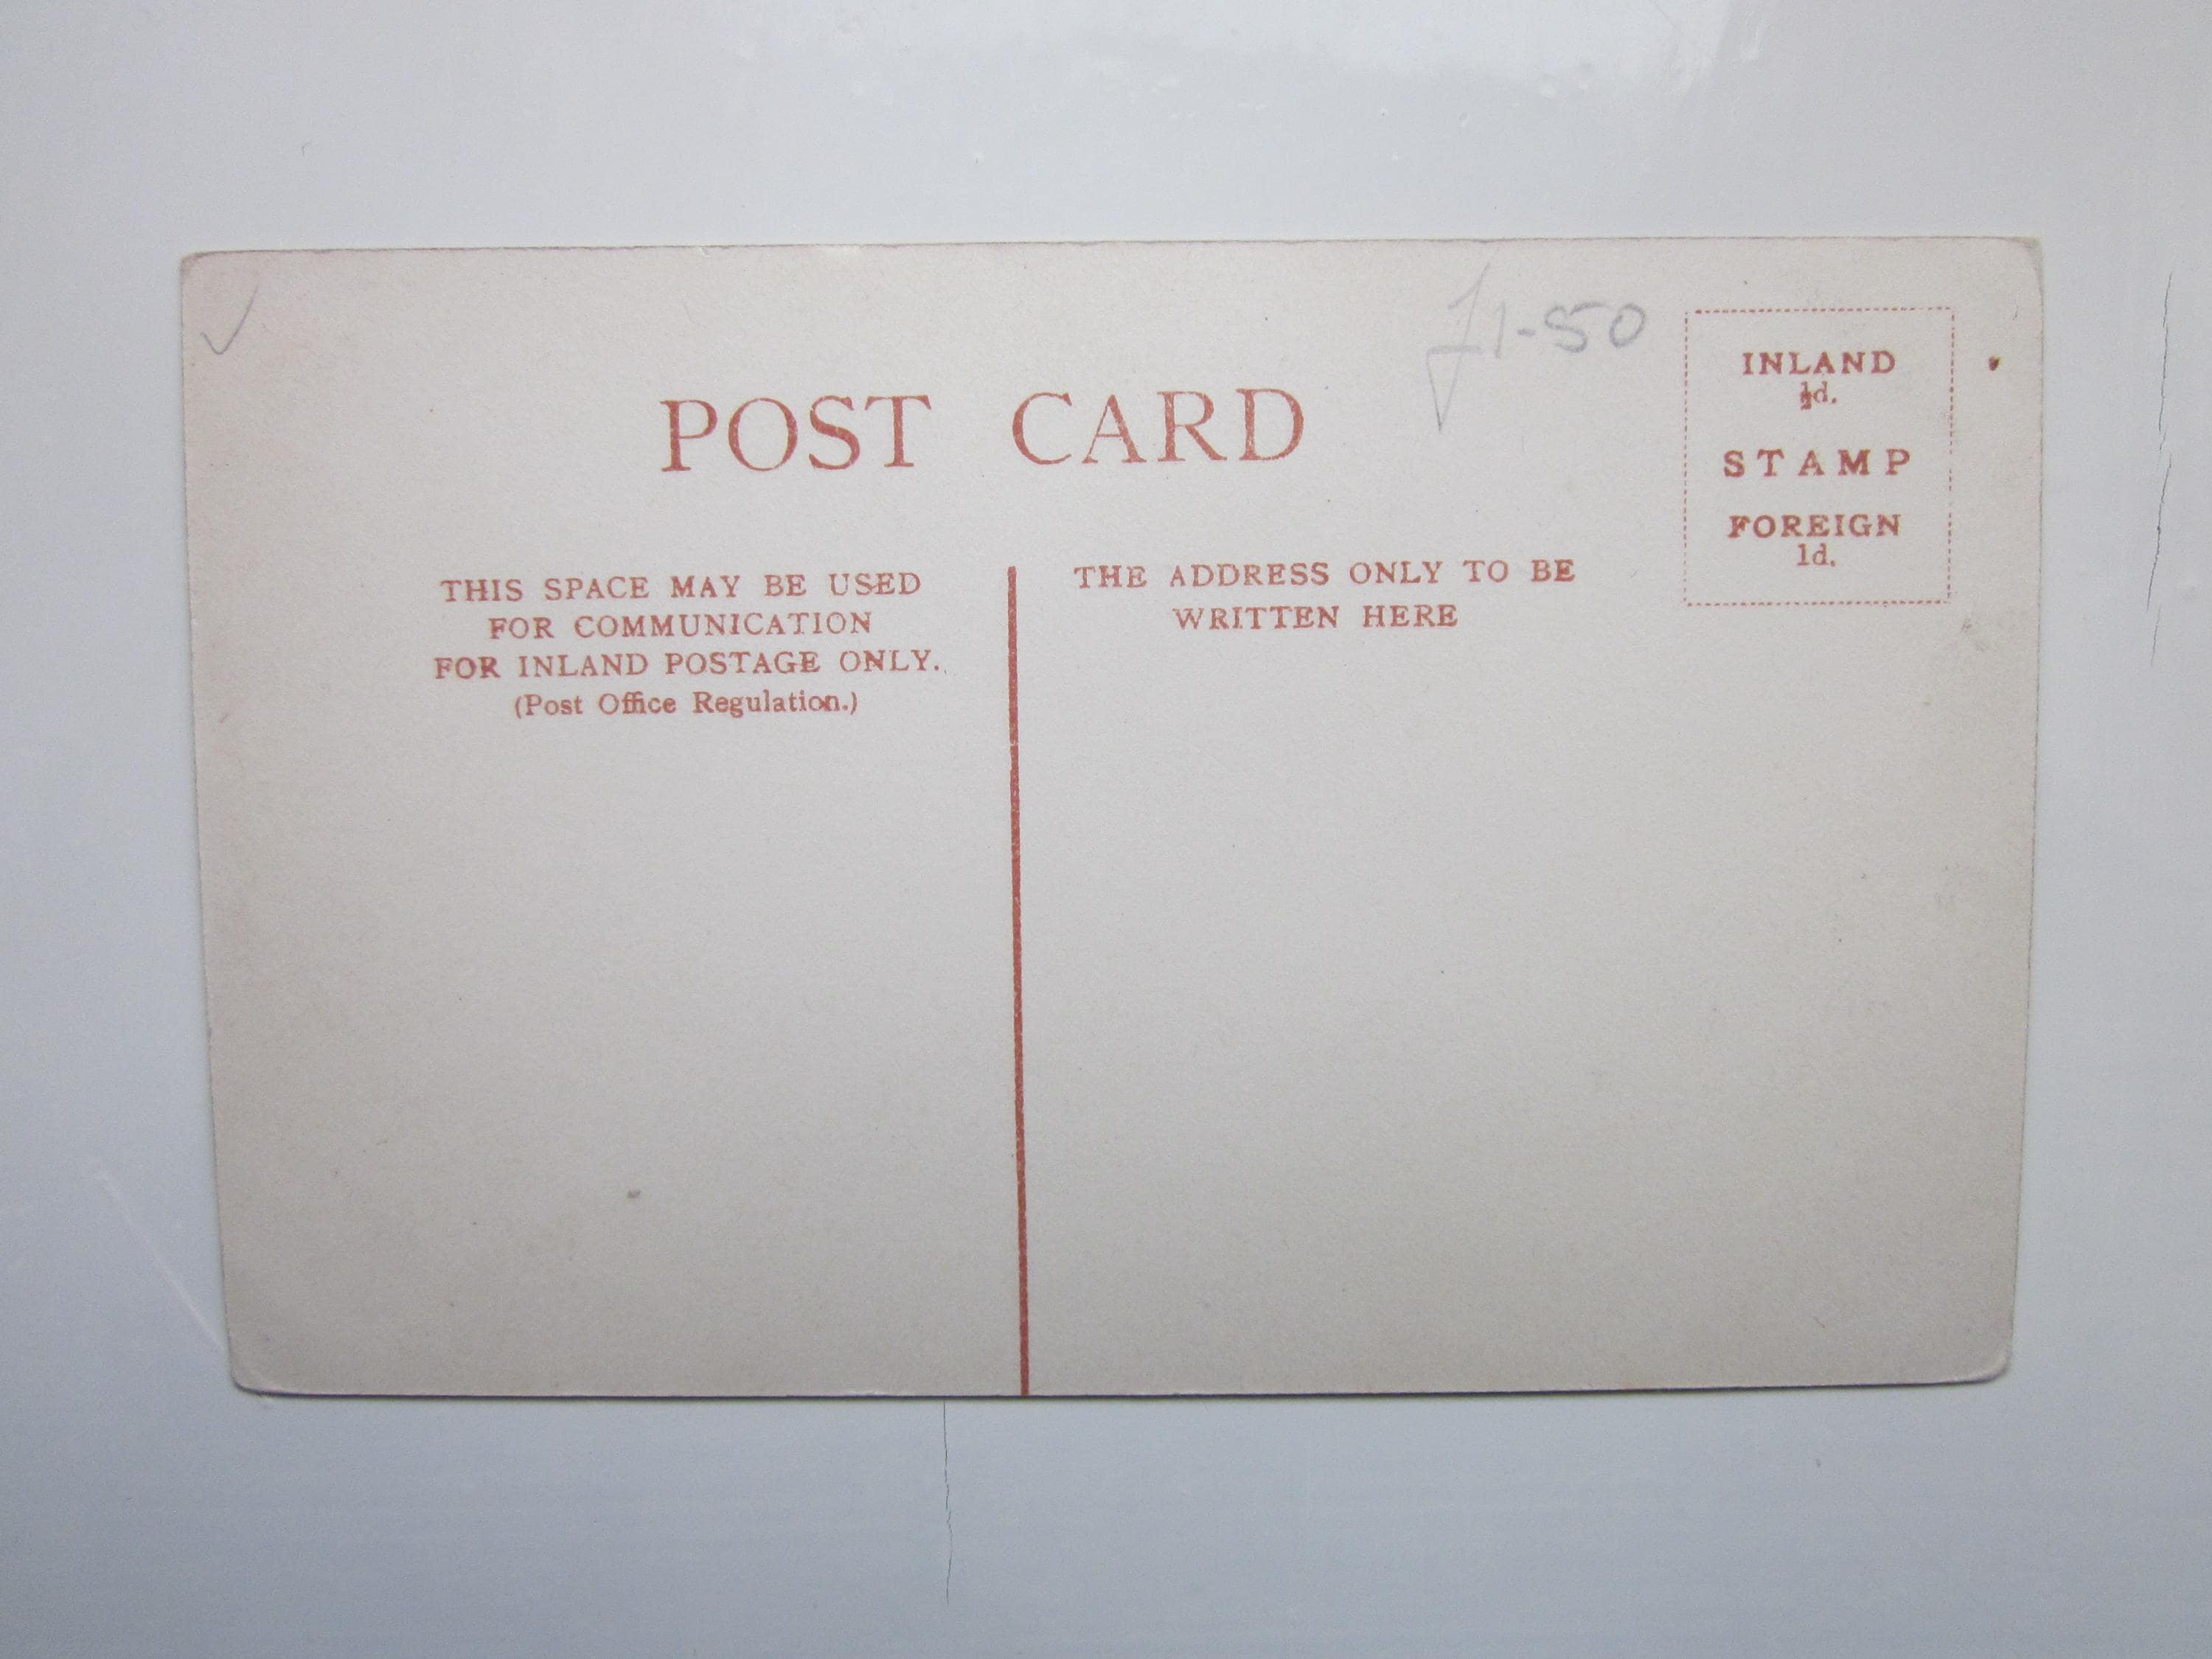 £1-50
POST CARD
INLAND
½d.
STAMP
FOREIGN
1d.
THIS SPACE MAY BE USED
FOR COMMUNICATION
FOR INLAND POSTAGE ONLY.
(Post Office Regulation.)
THE ADDRESS ONLY TO BE
WRITTEN HERE